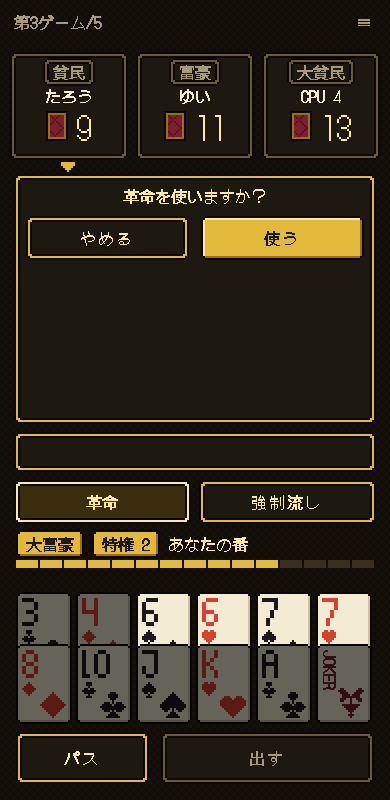 第3ゲーム/5
貧民 富豪 大貧民
たろう ゆい CPU 4
9 11 13
革命を使いますか?
やめる 使う
革命 強制流し
大富豪 特権 2 あなたの番
3 4 6 6 7 7
8 10 J K A JOKER
パス 出す